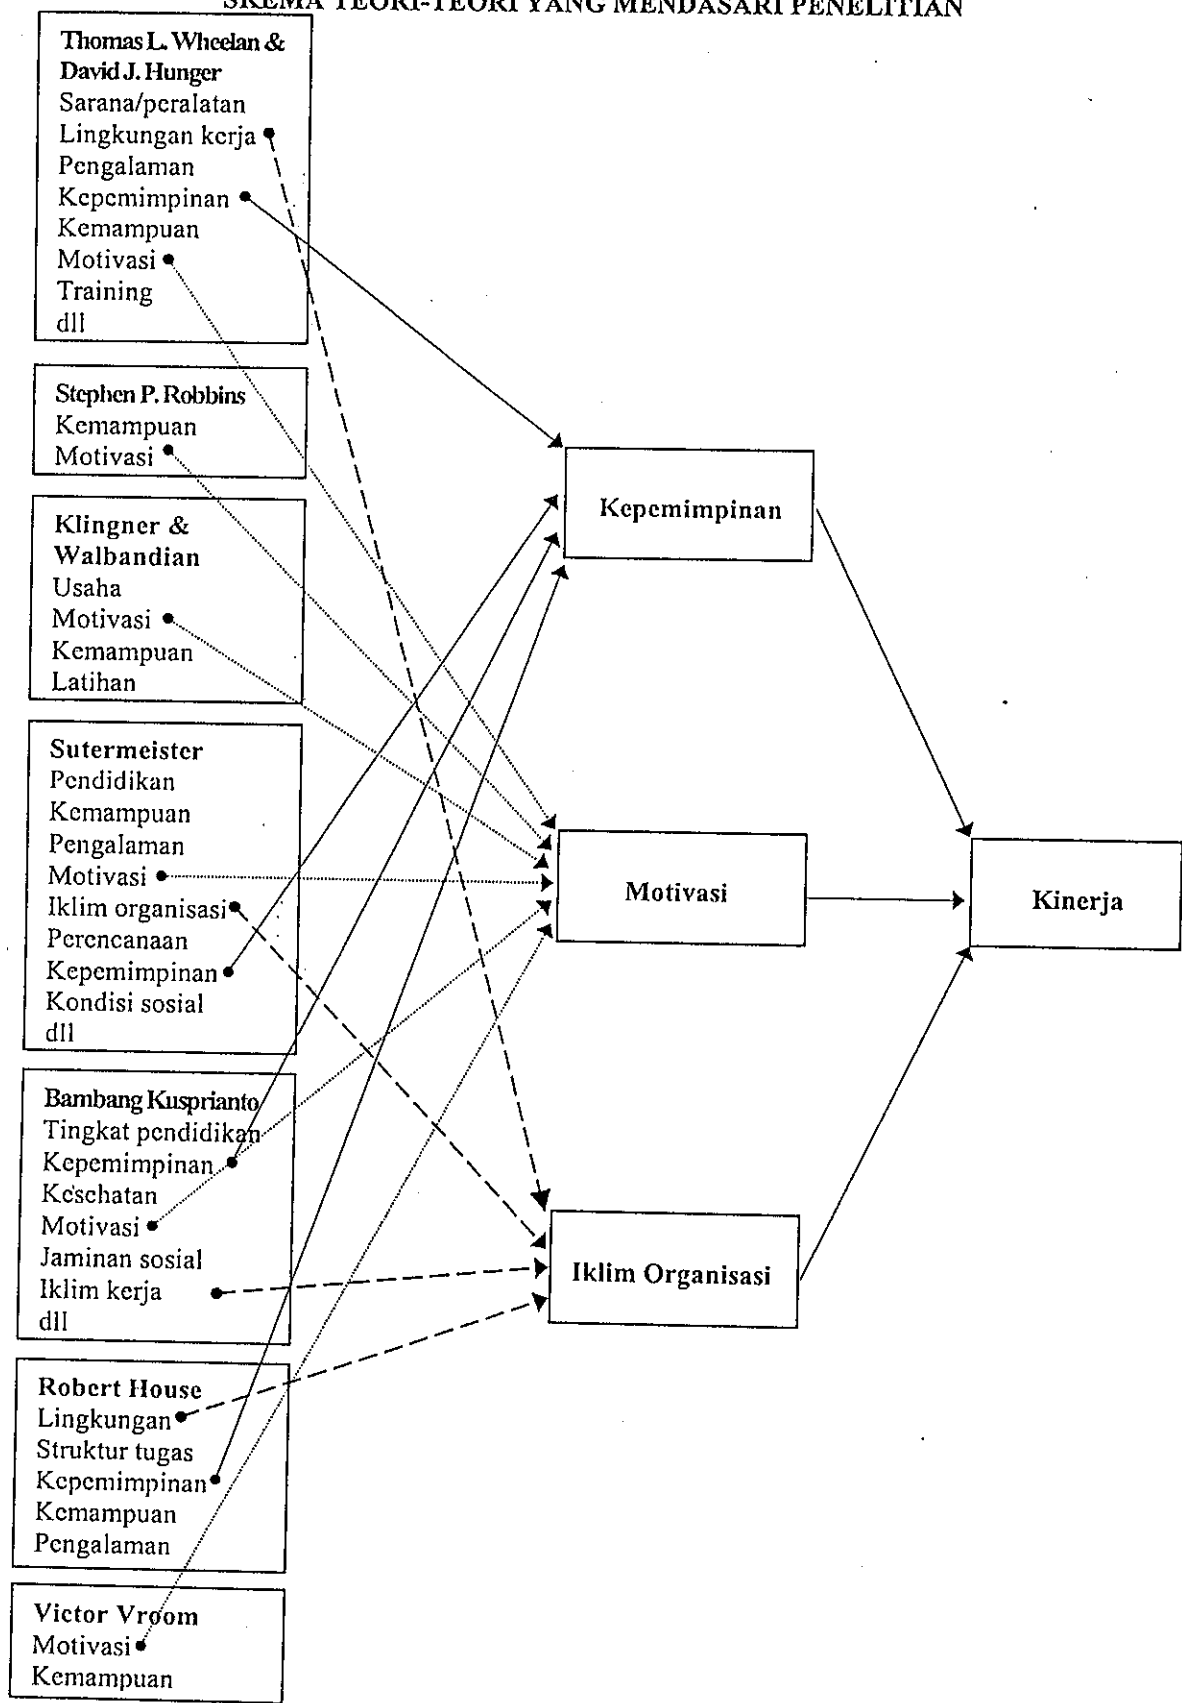 SKEMA TEORI-TEORI YANG MENDASARI PENELITIAN
Thomas L. Wheelan &
David J. Hunger
Sarana/peralatan
Lingkungan kerja
Pengalaman
Kepemimpinan
Kemampuan
Motivasi
Training
dll
Stephen P. Robbins
Kemampuan
Motivasi
Klingner &
Walbandian
Usaha
Motivasi
Kemampuan
Latihan
Sutermeister
Pendidikan
Kemampuan
Pengalaman
Motivasi
Iklim organisasi
Perencanaan
Kepemimpinan
Kondisi sosial
dll
Bambang Kusprianto
Tingkat pendidikan
Kepemimpinan
Kesehatan
Motivasi
Jaminan sosial
Iklim kerja
dll
Robert House
Lingkungan
Struktur tugas
Kepemimpinan
Kemampuan
Pengalaman
Victor Vroom
Motivasi
Kemampuan
Kepemimpinan
Motivasi
Iklim Organisasi
Kinerja